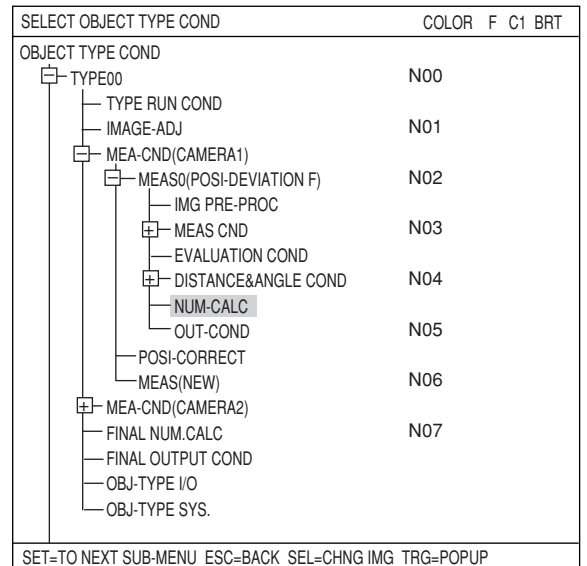 SELECT OBJECT TYPE COND COLOR F C1 BRT
OBJECT TYPE COND
TYPE00 N00
TYPE RUN COND
IMAGE-ADJ N01
MEA-CND(CAMERA1)
MEAS0(POSI-DEVIATION F) N02
IMG PRE-PROC
MEAS CND N03
EVALUATION COND
DISTANCE&ANGLE COND N04
NUM-CALC
OUT-COND N05
POSI-CORRECT
MEAS(NEW) N06
MEA-CND(CAMERA2)
FINAL NUM.CALC N07
FINAL OUTPUT COND
OBJ-TYPE I/O
OBJ-TYPE SYS.
SET=TO NEXT SUB-MENU ESC=BACK SEL=CHNG IMG TRG=POPUP